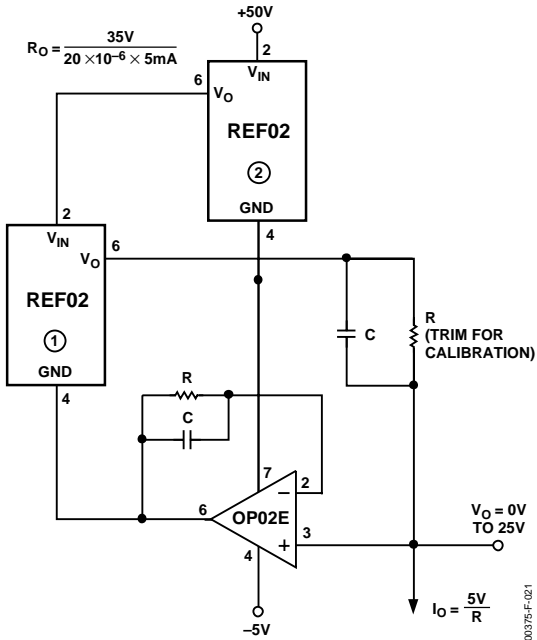 +50V
R_O = 35V / 20 ×10⁻⁶ × 5mA
2
V_IN
6
V_O
REF02
2
GND
4
2
V_IN
V_O
6
REF02
1
GND
4
C
R
(TRIM FOR
CALIBRATION)
R
C
7
2
–
6
OP02E
3
+
4
V_O = 0V
TO 25V
–5V
I_O = 5V / R
00375-F-021